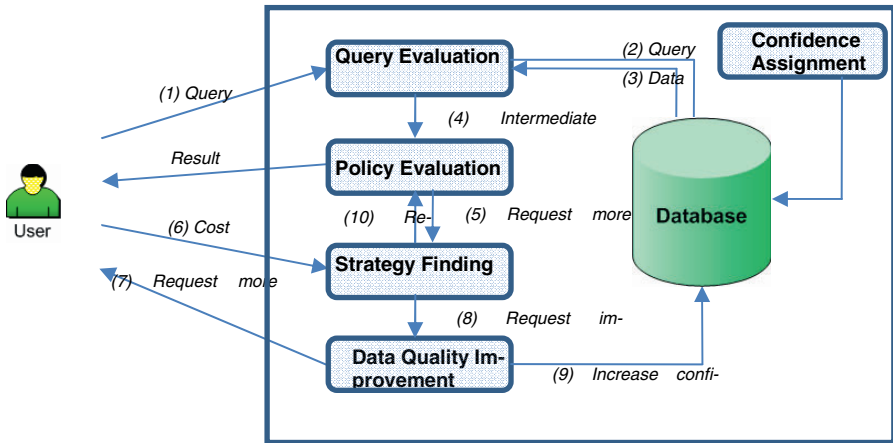 Query Evaluation
(2) Query
Confidence
Assignment
(3) Data
(1) Query
(4) Intermediate
Result
Policy Evaluation
(10) Re-
(5) Request more
Database
User
(6) Cost
Strategy Finding
(7) Request more
(8) Request im-
Data Quality Im-
provement
(9) Increase confi-